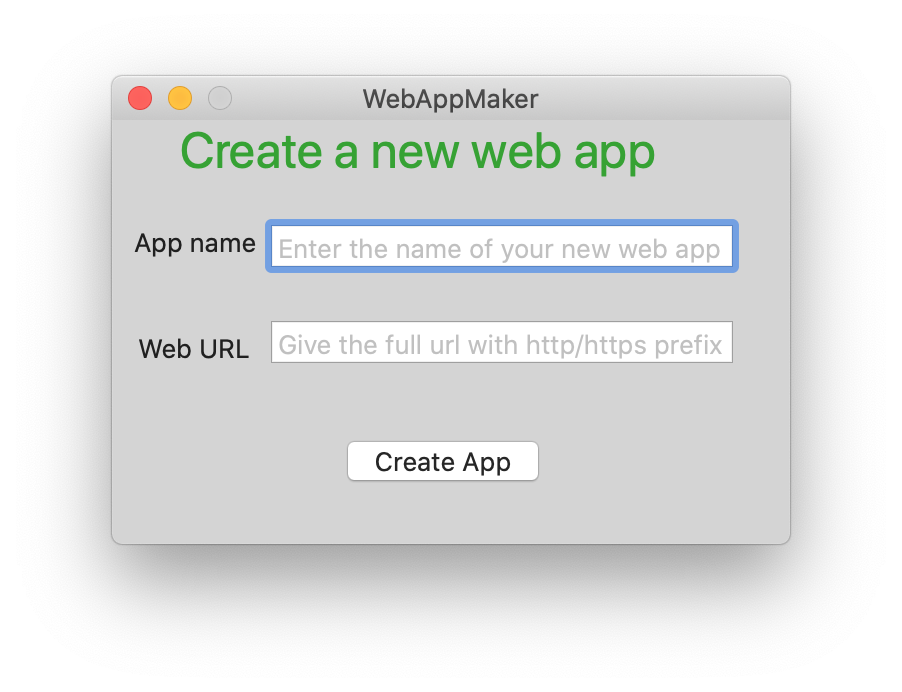 WebAppMaker
Create a new web app
App name
Enter the name of your new web app
Web URL
Give the full url with http/https prefix
Create App